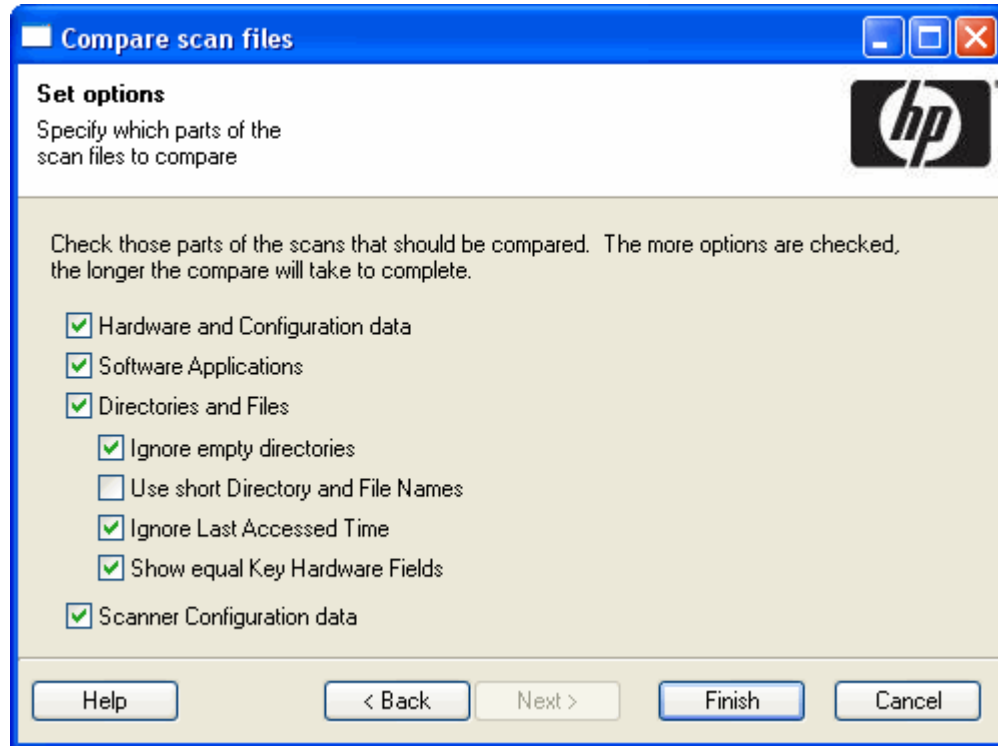 Compare scan files
Set options
Specify which parts of the
scan files to compare
hp
Check those parts of the scans that should be compared. The more options are checked,
the longer the compare will take to complete.
Hardware and Configuration data
Software Applications
Directories and Files
Ignore empty directories
Use short Directory and File Names
Ignore Last Accessed Time
Show equal Key Hardware Fields
Scanner Configuration data
Help
< Back
Next >
Finish
Cancel